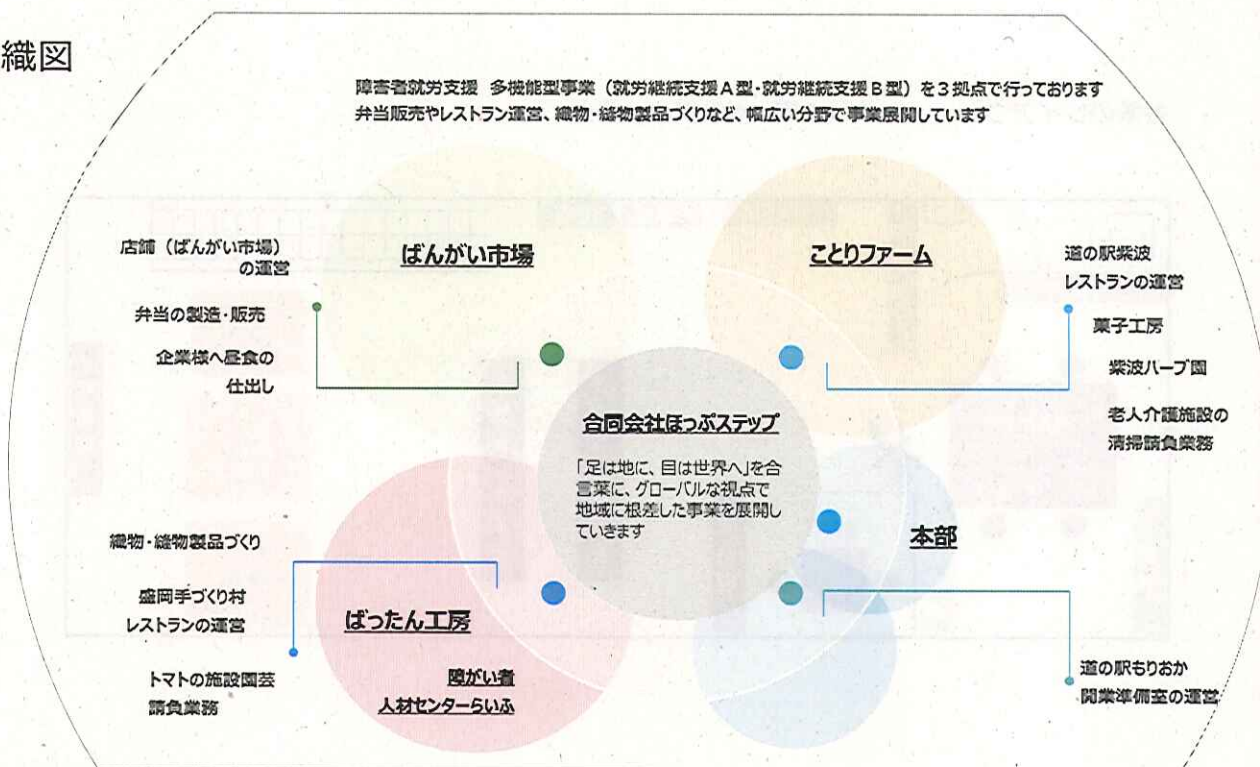 織図
障害者就労支援 多機能型事業（就労継続支援A型・就労継続支援B型）を3拠点で行っております
弁当販売やレストラン運営、織物・縫物製品づくりなど、幅広い分野で事業展開しています
店舗（ばんがい市場）
の運営
弁当の製造・販売
企業様へ昼食の
仕出し
ばんがい市場
ことりファーム
道の駅紫波
レストランの運営
菓子工房
紫波ハーブ園
老人介護施設の
清掃請負業務
合同会社ほっぷステップ
「足は地に、目は世界へ」を合
言葉に、グローバルな視点で
地域に根差した事業を展開し
ていきます
織物・縫物製品づくり
盛岡手づくり村
レストランの運営
トマトの施設園芸
請負業務
ばったん工房
障がい者
人材センターらいふ
本部
道の駅もりおか
開業準備室の運営